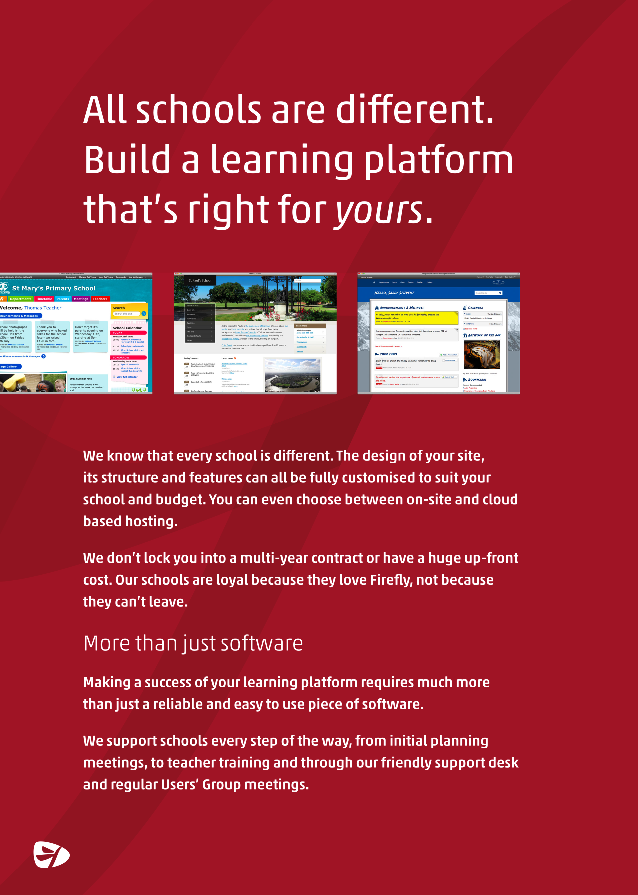 All schools are different.
Build a learning platform
that's right for yours.
St Mary's Primary School
Welcome, Thomas Teacher
School Calendar
We know that every school is different. The design of your site,
its structure and features can all be fully customised to suit your
school and budget. You can even choose between on-site and cloud
based hosting.
We don't lock you into a multi-year contract or have a huge up-front
cost. Our schools are loyal because they love Firefly, not because
they can't leave.
More than just software
Making a success of your learning platform requires much more
than just a reliable and easy to use piece of software.
We support schools every step of the way, from initial planning
meetings, to teacher training and through our friendly support desk
and regular Users' Group meetings.